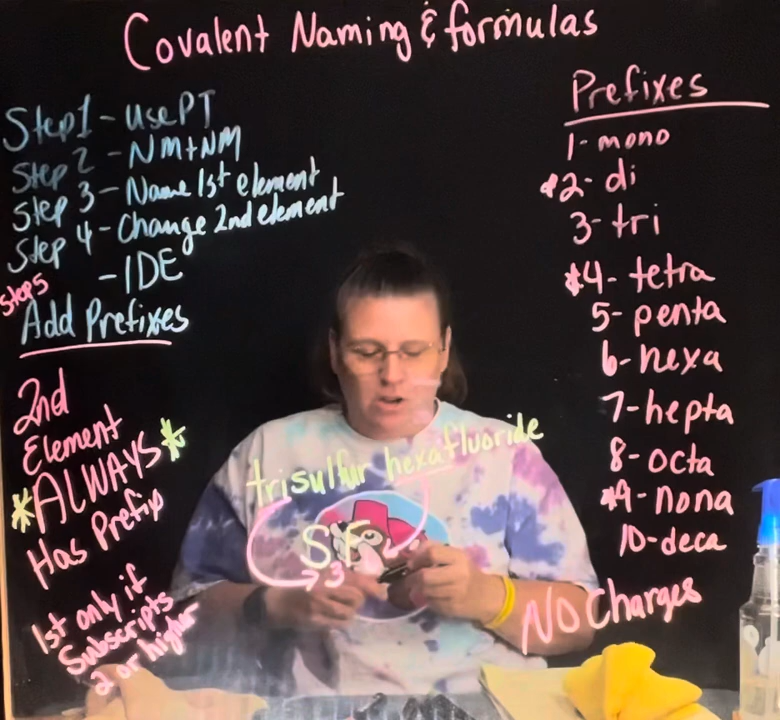 Covalent Naming & formulas
Step 1 - use PT
Step 2 - NM+NM
Step 3 - Name 1st element
Step 4 - Change 2nd element
-IDE
Step 5
Add Prefixes
2nd
Element
*ALWAYS*
Has Prefix
1st only if
Subscripts
2 or higher
trisulfur hexafluoride
S F
3
Prefixes
1- mono
*2- di
3- tri
*4- tetra
5- penta
6- hexa
7- hepta
8- octa
*9- nona
10- deca
NO Charges